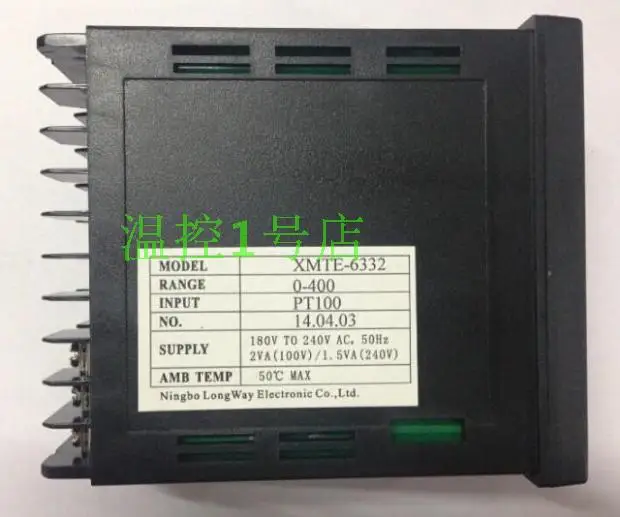 温控1号店
MODEL XMTE-6332
RANGE 0-400
INPUT PT100
NO. 14.04.03
SUPPLY 180V TO 240V AC. 50Hz
2VA(100V)/1.5VA(240V)
AMB TEMP 50℃ MAX
Ningbo LongWay Electronic Co.,Ltd.